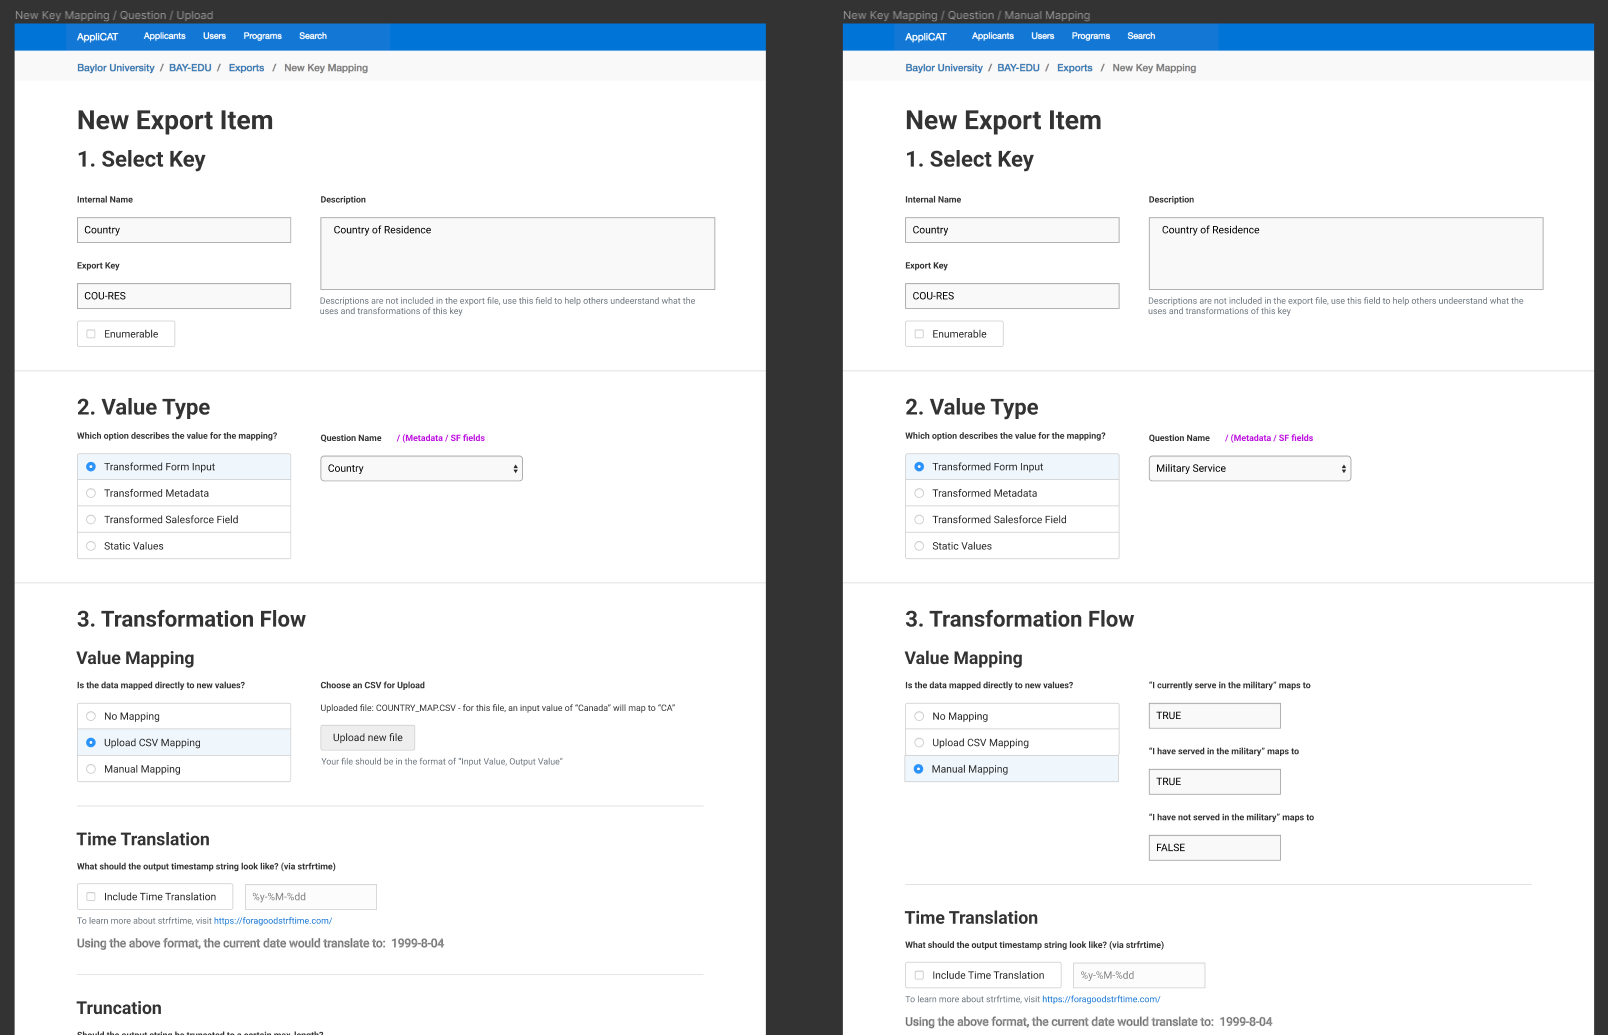 New Key Mapping / Question / Upload
AppliCAT Applicants Users Programs Search
Baylor University / BAY-EDU / Exports / New Key Mapping
New Export Item
1. Select Key
Internal Name
Country
Export Key
COU-RES
Enumerable
Description
Country of Residence
Descriptions are not included in the export file, use this field to help others undeerstand what the
uses and transformations of this key
2. Value Type
Which option describes the value for the mapping?
Transformed Form Input
Transformed Metadata
Transformed Salesforce Field
Static Values
Question Name / (Metadata / SF fields
Country
3. Transformation Flow
Value Mapping
Is the data mapped directly to new values?
No Mapping
Upload CSV Mapping
Manual Mapping
Choose an CSV for Upload
Uploaded file: COUNTRY_MAP.CSV - for this file, an input value of “Canada” will map to “CA”
Upload new file
Your file should be in the format of “Input Value, Output Value”
Time Translation
What should the output timestamp string look like? (via strfrtime)
Include Time Translation %y-%M-%dd
To learn more about strfrtime, visit https://foragoodstrftime.com/
Using the above format, the current date would translate to: 1999-8-04
Truncation
Should the output string be truncated to a certain max-length?
New Key Mapping / Question / Manual Mapping
AppliCAT Applicants Users Programs Search
Baylor University / BAY-EDU / Exports / New Key Mapping
New Export Item
1. Select Key
Internal Name
Country
Export Key
COU-RES
Enumerable
Description
Country of Residence
Descriptions are not included in the export file, use this field to help others undeerstand what the
uses and transformations of this key
2. Value Type
Which option describes the value for the mapping?
Transformed Form Input
Transformed Metadata
Transformed Salesforce Field
Static Values
Question Name / (Metadata / SF fields
Military Service
3. Transformation Flow
Value Mapping
Is the data mapped directly to new values?
No Mapping
Upload CSV Mapping
Manual Mapping
“I currently serve in the military” maps to
TRUE
“I have served in the military” maps to
TRUE
“I have not served in the military” maps to
FALSE
Time Translation
What should the output timestamp string look like? (via strfrtime)
Include Time Translation %y-%M-%dd
To learn more about strfrtime, visit https://foragoodstrftime.com/
Using the above format, the current date would translate to: 1999-8-04